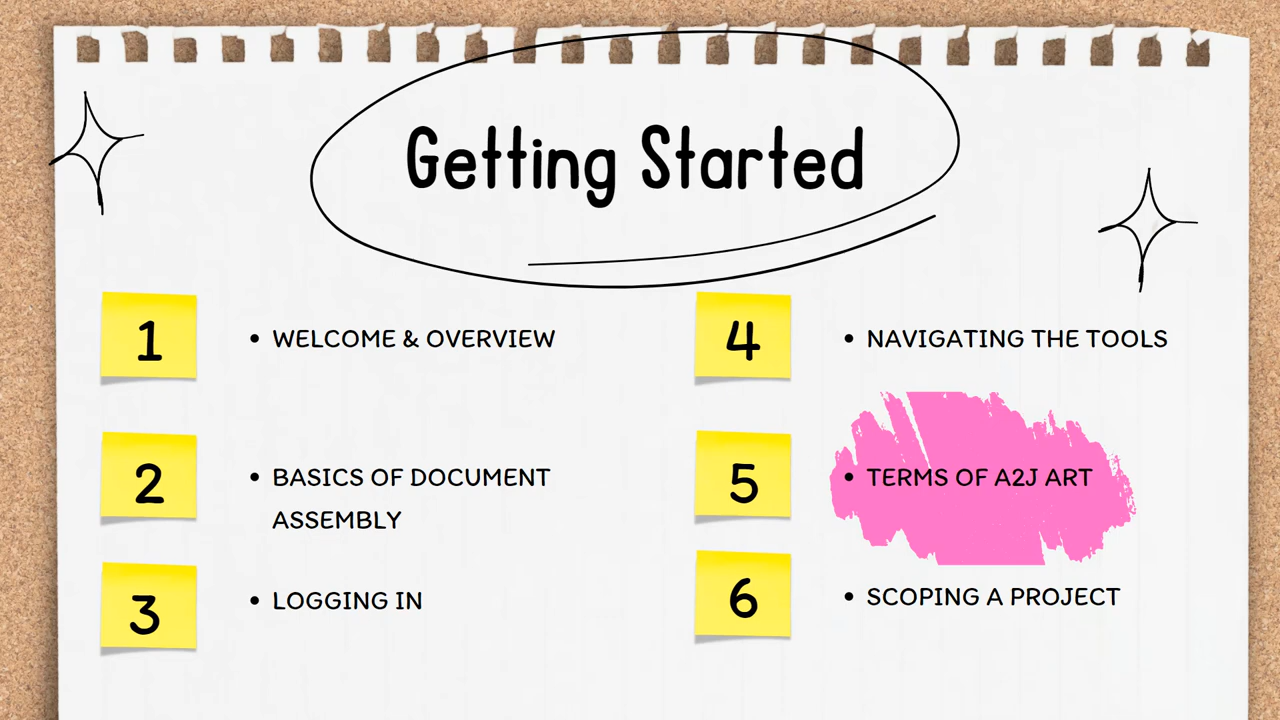 Getting Started
1
• WELCOME & OVERVIEW
2
• BASICS OF DOCUMENT
ASSEMBLY
3
• LOGGING IN
4
• NAVIGATING THE TOOLS
5
• TERMS OF A2J ART
6
• SCOPING A PROJECT